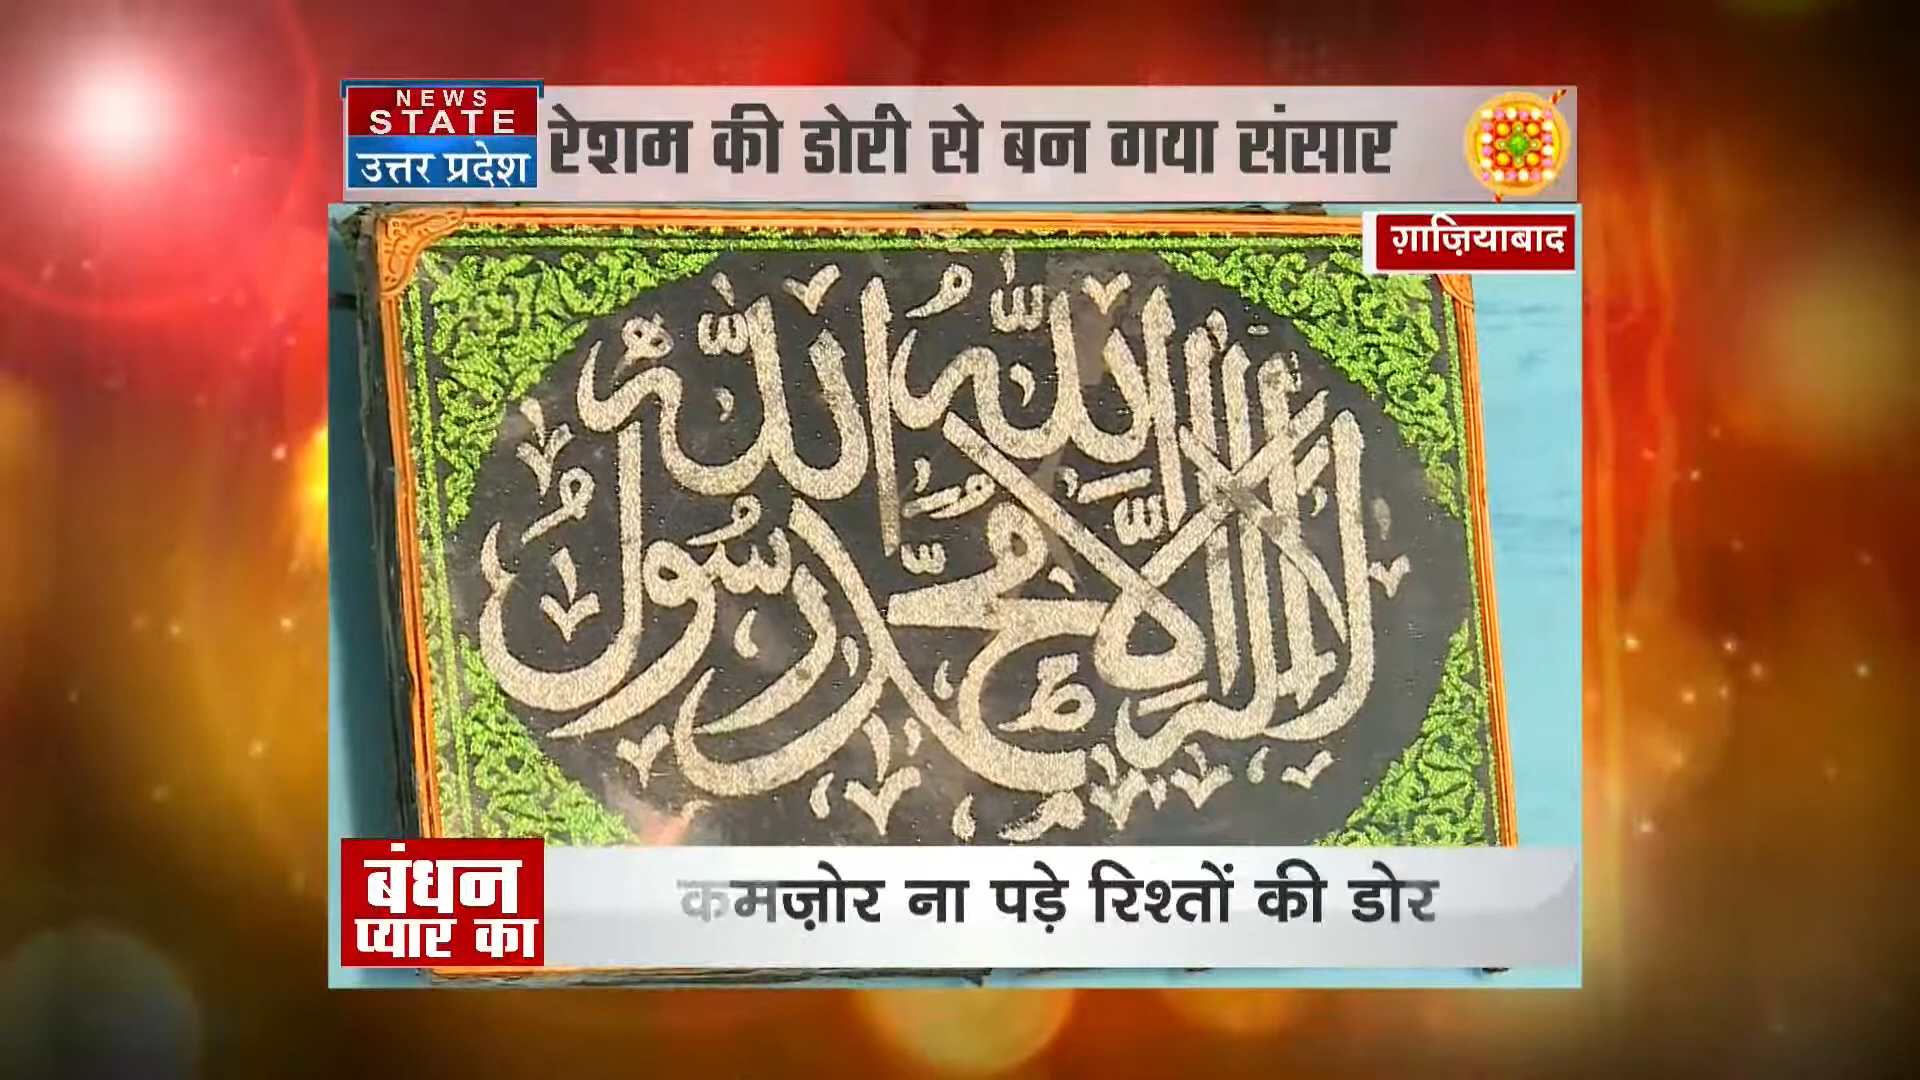 NEWS
STATE
उत्तर प्रदेश
रेशम की डोरी से बन गया संसार
ग़ाज़ियाबाद
لا إله إلا الله محمد رسول الله
बंधन
प्यार का
कमज़ोर ना पड़े रिश्तों की डोर